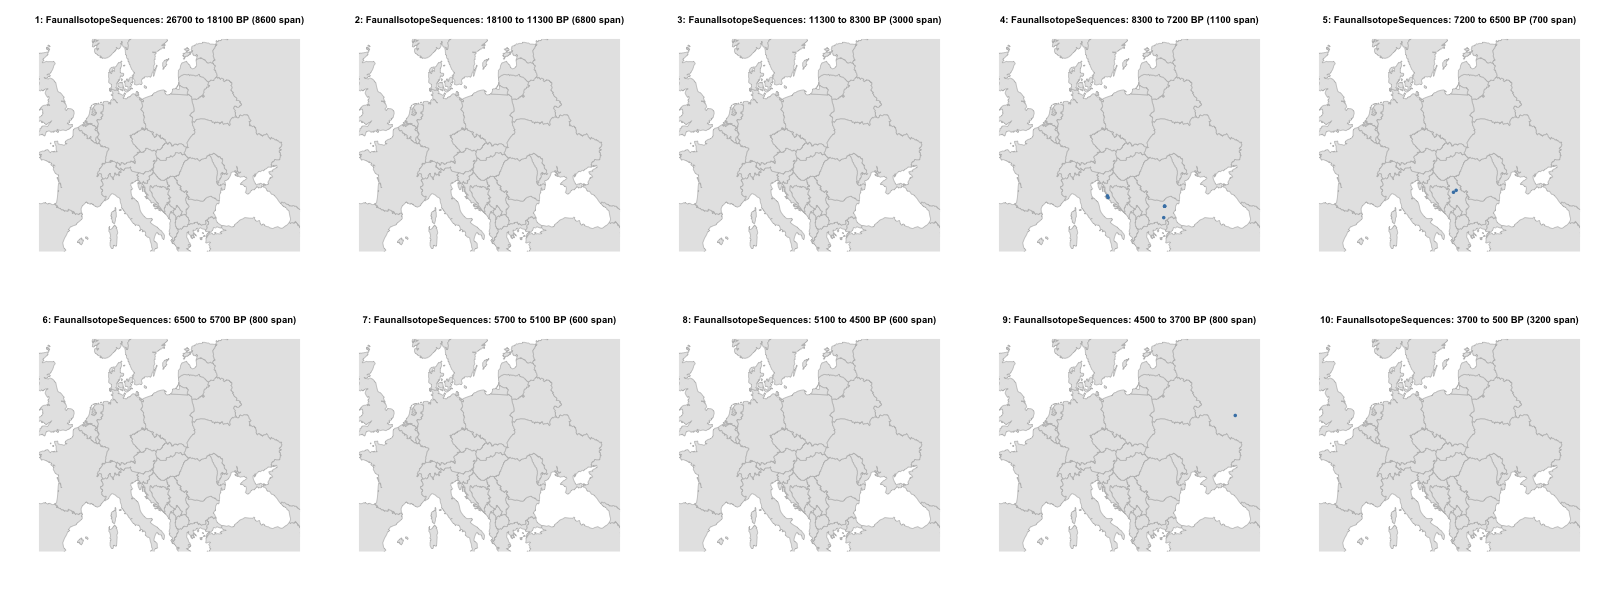 1: FaunalIsotopeSequences: 26700 to 18100 BP (8600 span)
2: FaunalIsotopeSequences: 18100 to 11300 BP (6800 span)
3: FaunalIsotopeSequences: 11300 to 8300 BP (3000 span)
4: FaunalIsotopeSequences: 8300 to 7200 BP (1100 span)
5: FaunalIsotopeSequences: 7200 to 6500 BP (700 span)
6: FaunalIsotopeSequences: 6500 to 5700 BP (800 span)
7: FaunalIsotopeSequences: 5700 to 5100 BP (600 span)
8: FaunalIsotopeSequences: 5100 to 4500 BP (600 span)
9: FaunalIsotopeSequences: 4500 to 3700 BP (800 span)
10: FaunalIsotopeSequences: 3700 to 500 BP (3200 span)